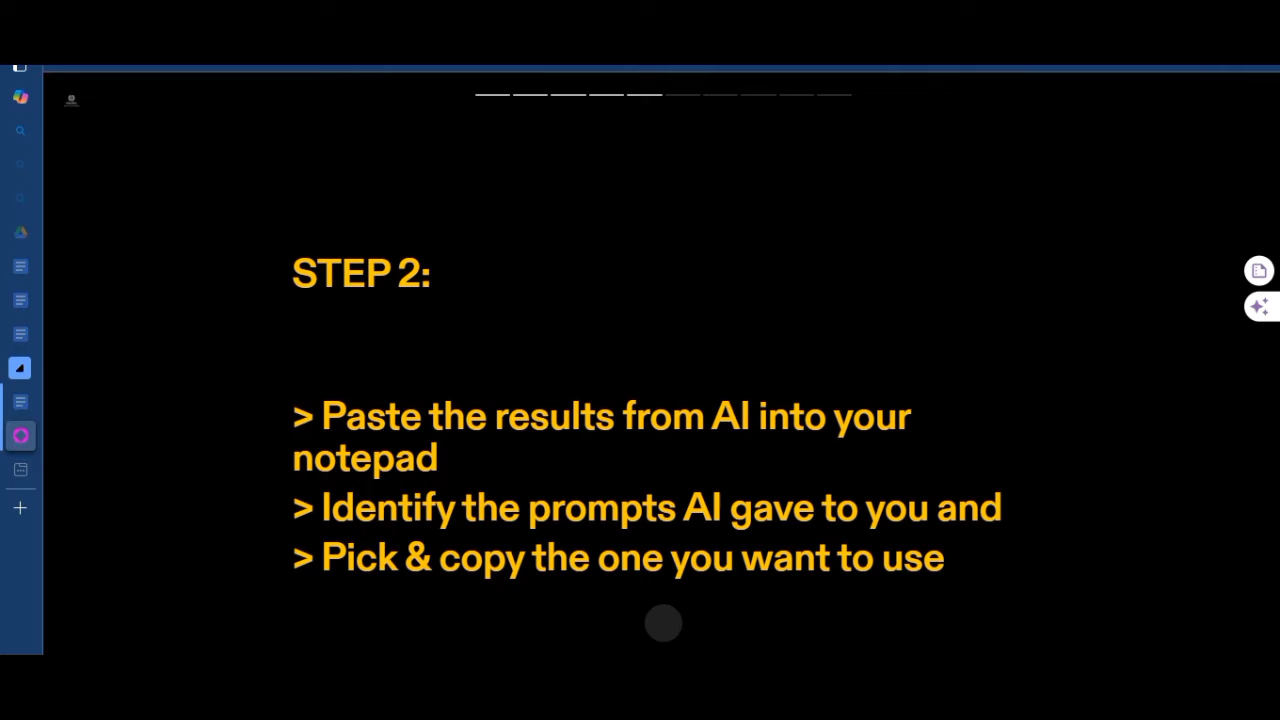 STEP 2:
> Paste the results from AI into your
notepad
> Identify the prompts AI gave to you and
> Pick & copy the one you want to use